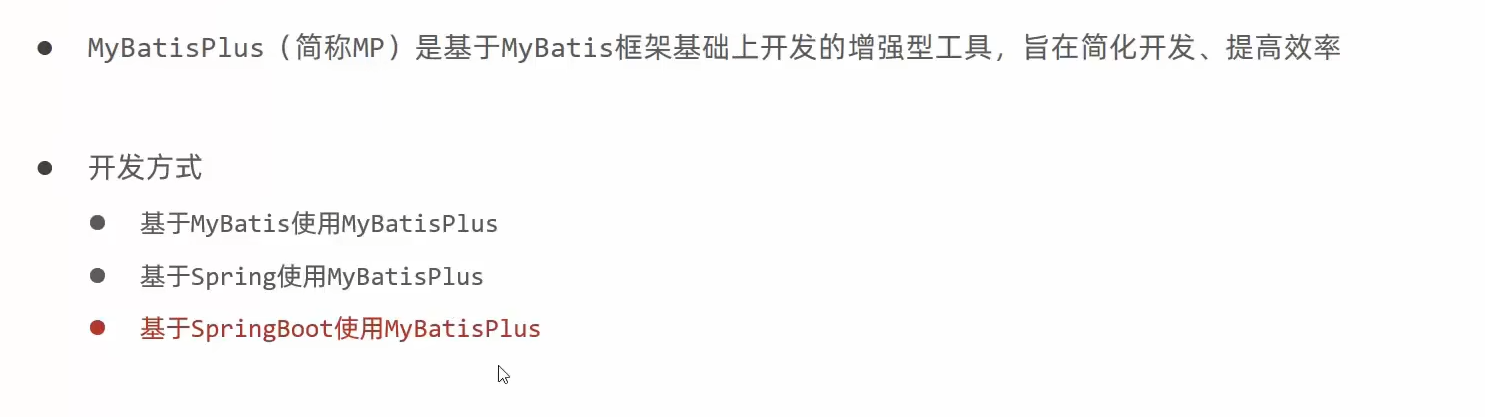 MyBatisPlus（简称MP）是基于MyBatis框架基础上开发的增强型工具，旨在简化开发、提高效率
开发方式
基于MyBatis使用MyBatisPlus
基于Spring使用MyBatisPlus
基于SpringBoot使用MyBatisPlus